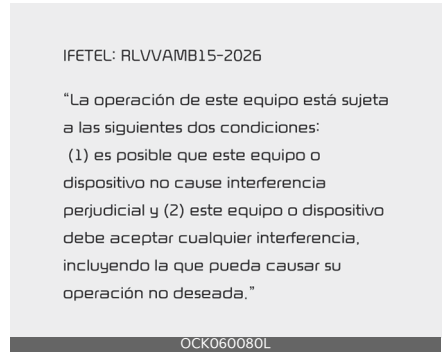 IFETEL: RLVVAMB15-2026
“La operación de este equipo está sujeta
a las siguientes dos condiciones:
(1) es posible que este equipo o
dispositivo no cause interferencia
perjudicial y (2) este equipo o dispositivo
debe aceptar cualquier interferencia,
incluyendo la que pueda causar su
operación no deseada.”
OCK060080L